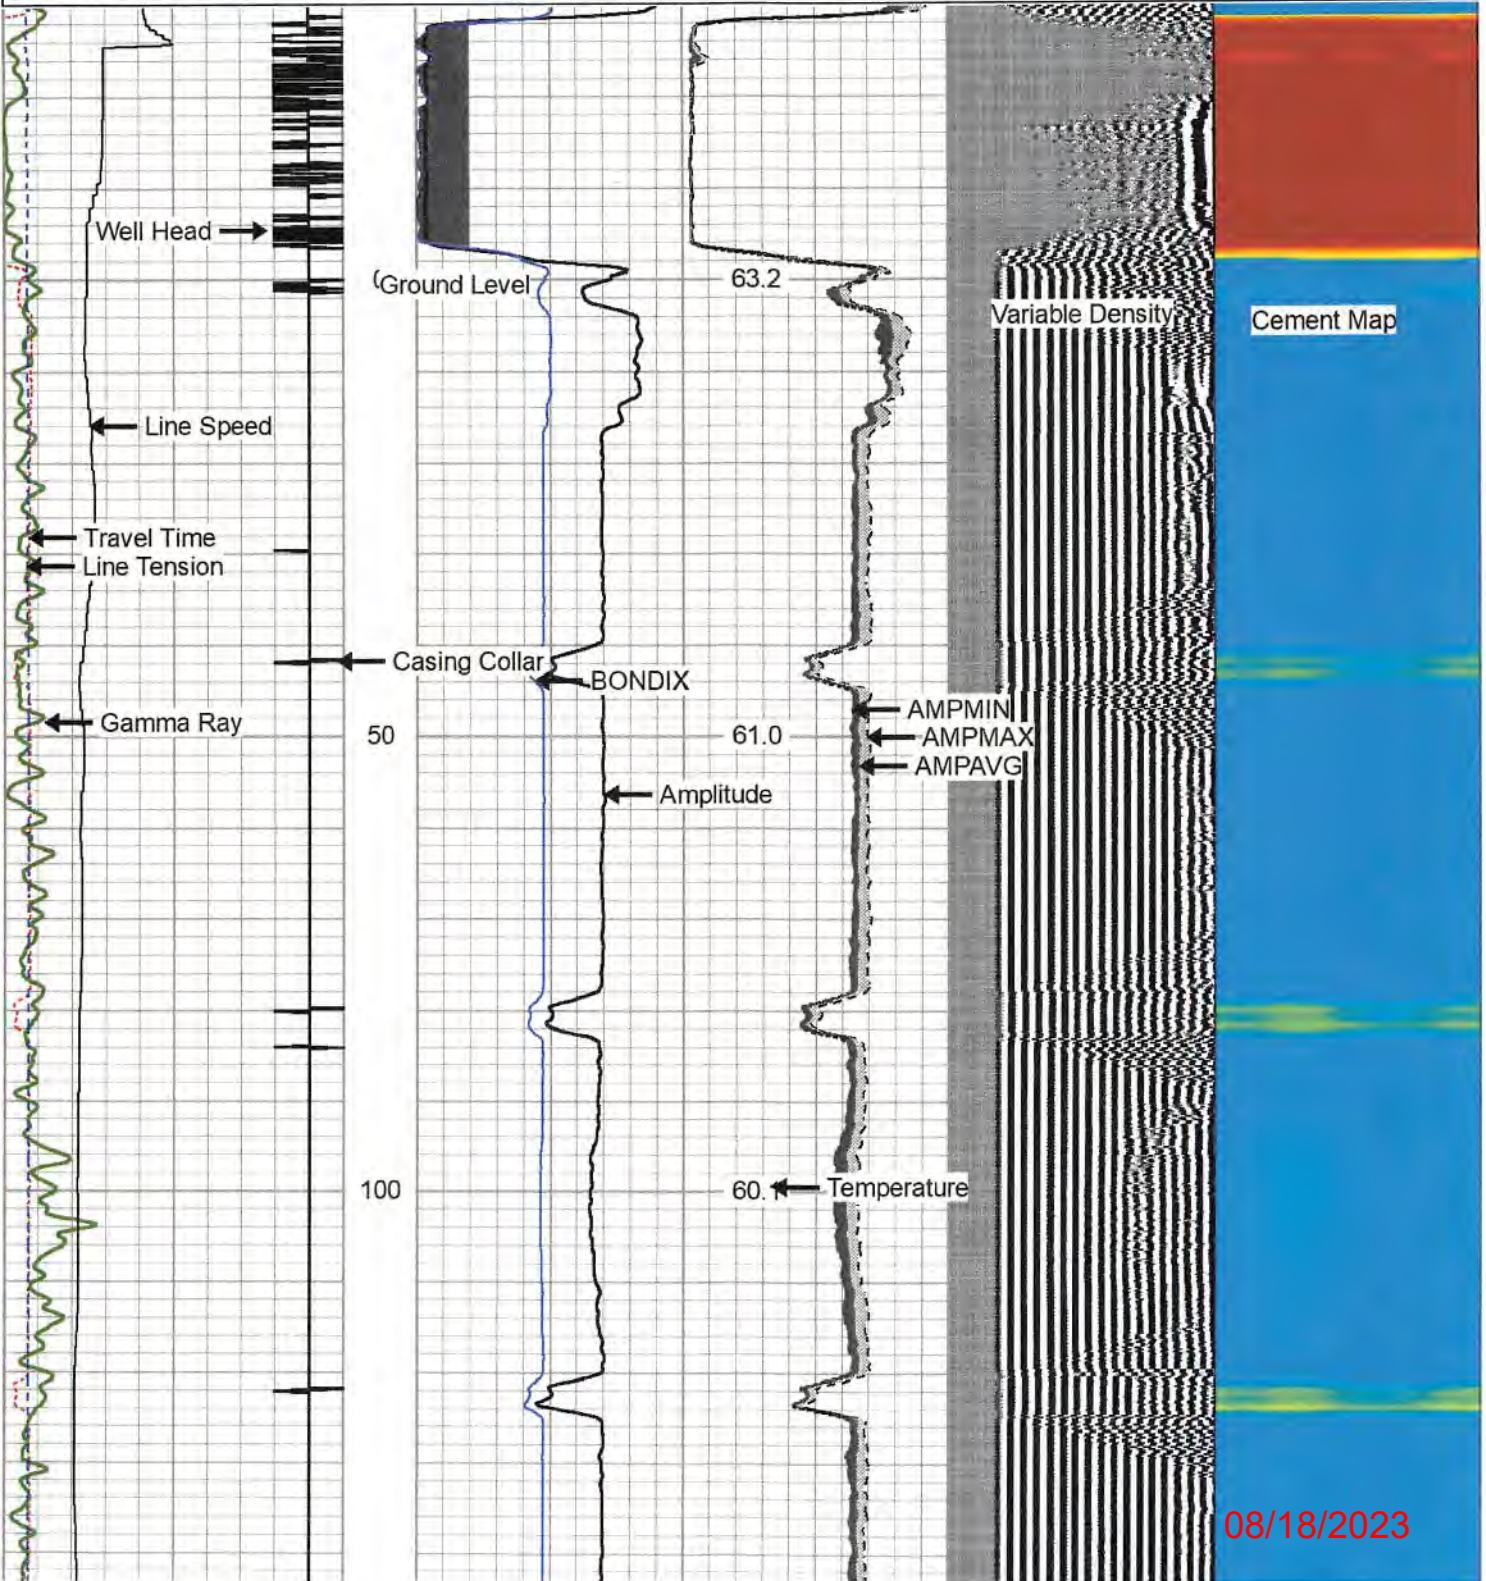 Well Head
(Ground Level
63.2
Variable Density
Cement Map
Line Speed
Travel Time
Line Tension
Casing Collar
BONDIX
Gamma Ray
AMPMIN
50
61.0
AMPMAX
AMPAVG
Amplitude
100
60.1
Temperature
08/18/2023